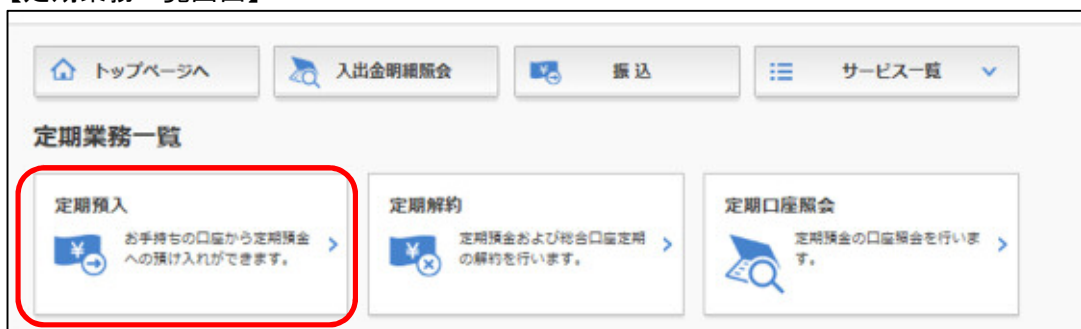 トップページへ 入出金明細照会 振込 サービス一覧
定期業務一覧
定期預入 定期解約 定期口座照会
お手持ちの口座から定期預金 定期預金および総合口座定期 定期預金の口座照会を行いま
への預け入れができます。 の解約を行います。 す。